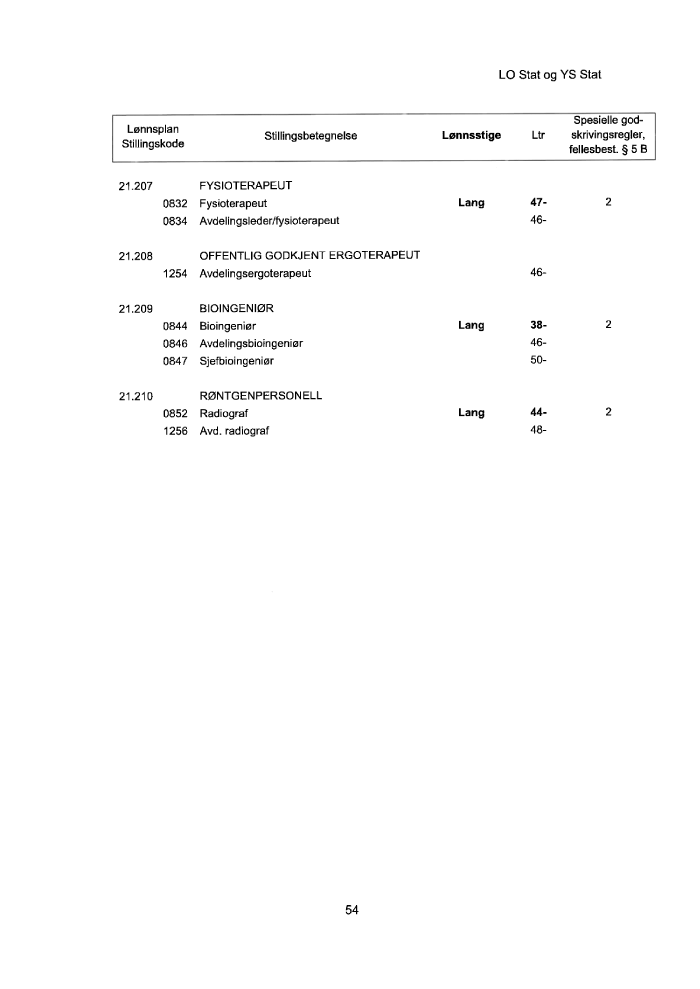 LO Stat og YS Stat
Lønnsplan
Stillingskode
Stillingsbetegnelse
Lønnsstige
Ltr
Spesielle god-
skrivingsregler,
fellesbest. § 5 B
21.207 FYSIOTERAPEUT
0832 Fysioterapeut Lang 47- 2
0834 Avdelingsleder/fysioterapeut 46-
21.208 OFFENTLIG GODKJENT ERGOTERAPEUT
1254 Avdelingsergoterapeut 46-
21.209 BIOINGENIØR
0844 Bioingeniør Lang 38- 2
0846 Avdelingsbioingeniør 46-
0847 Sjefbioingeniør 50-
21.210 RØNTGENPERSONELL
0852 Radiograf Lang 44- 2
1256 Avd. radiograf 48-
54